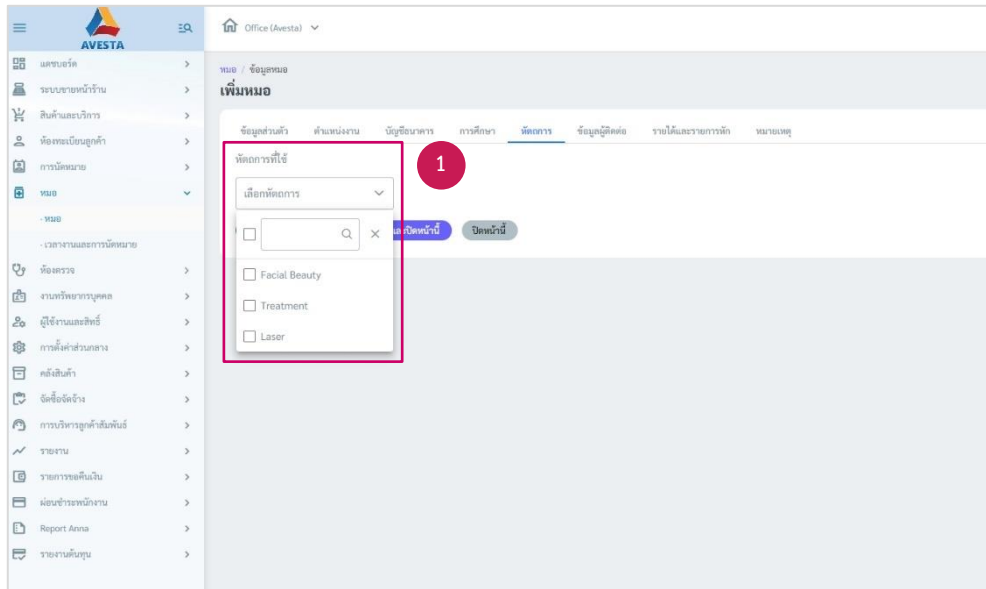 AVESTA
Office (Avesta)
แดชบอร์ด
ระบบขายหน้าร้าน
สินค้าและบริการ
ห้องทะเบียนลูกค้า
การนัดหมาย
หมอ
- หมอ
- เวลางานและการนัดหมาย
ห้องตรวจ
งานทรัพยากรบุคคล
ผู้ใช้งานและสิทธิ์
การตั้งค่าส่วนกลาง
คลังสินค้า
จัดซื้อจัดจ้าง
การบริหารลูกค้าสัมพันธ์
รายงาน
รายการขอคืนเงิน
ผ่อนชำระพนักงาน
Report Anna
รายงานต้นทุน
หมอ / ข้อมูลหมอ
เพิ่มหมอ
ข้อมูลส่วนตัว ตำแหน่งงาน บัญชีธนาคาร การศึกษา หัตถการ ข้อมูลผู้ติดต่อ รายได้และรายการหัก หมายเหตุ
หัตถการที่ใช้
1
เลือกหัตถการ
และปิดหน้านี้ ปิดหน้านี้
Facial Beauty
Treatment
Laser